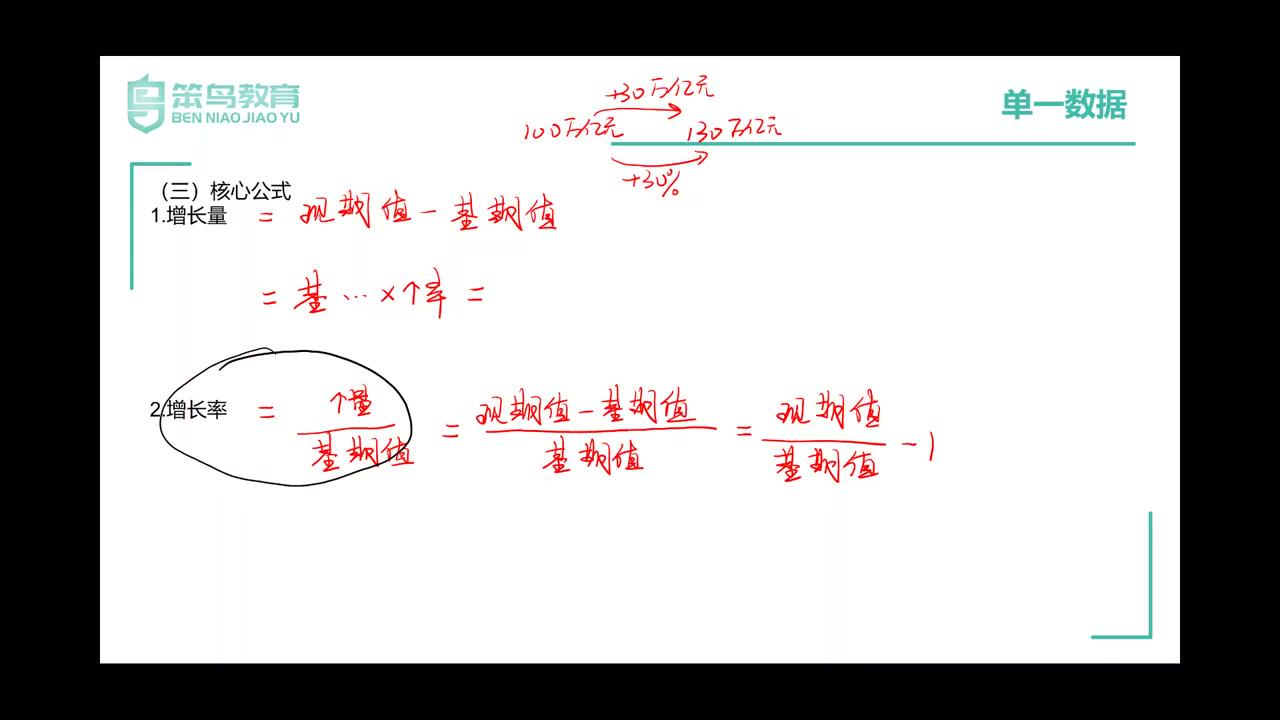 笨鸟教育
BEN NIAO JIAO YU
单一数据
+30万亿元
100万亿元 130万亿元
+30%
（三）核心公式
1.增长量 = 现期值 - 基期值
= 基 … × 个率 =
2.增长率 = 个量/基期值 = 现期值-基期值/基期值 = 现期值/基期值 - 1